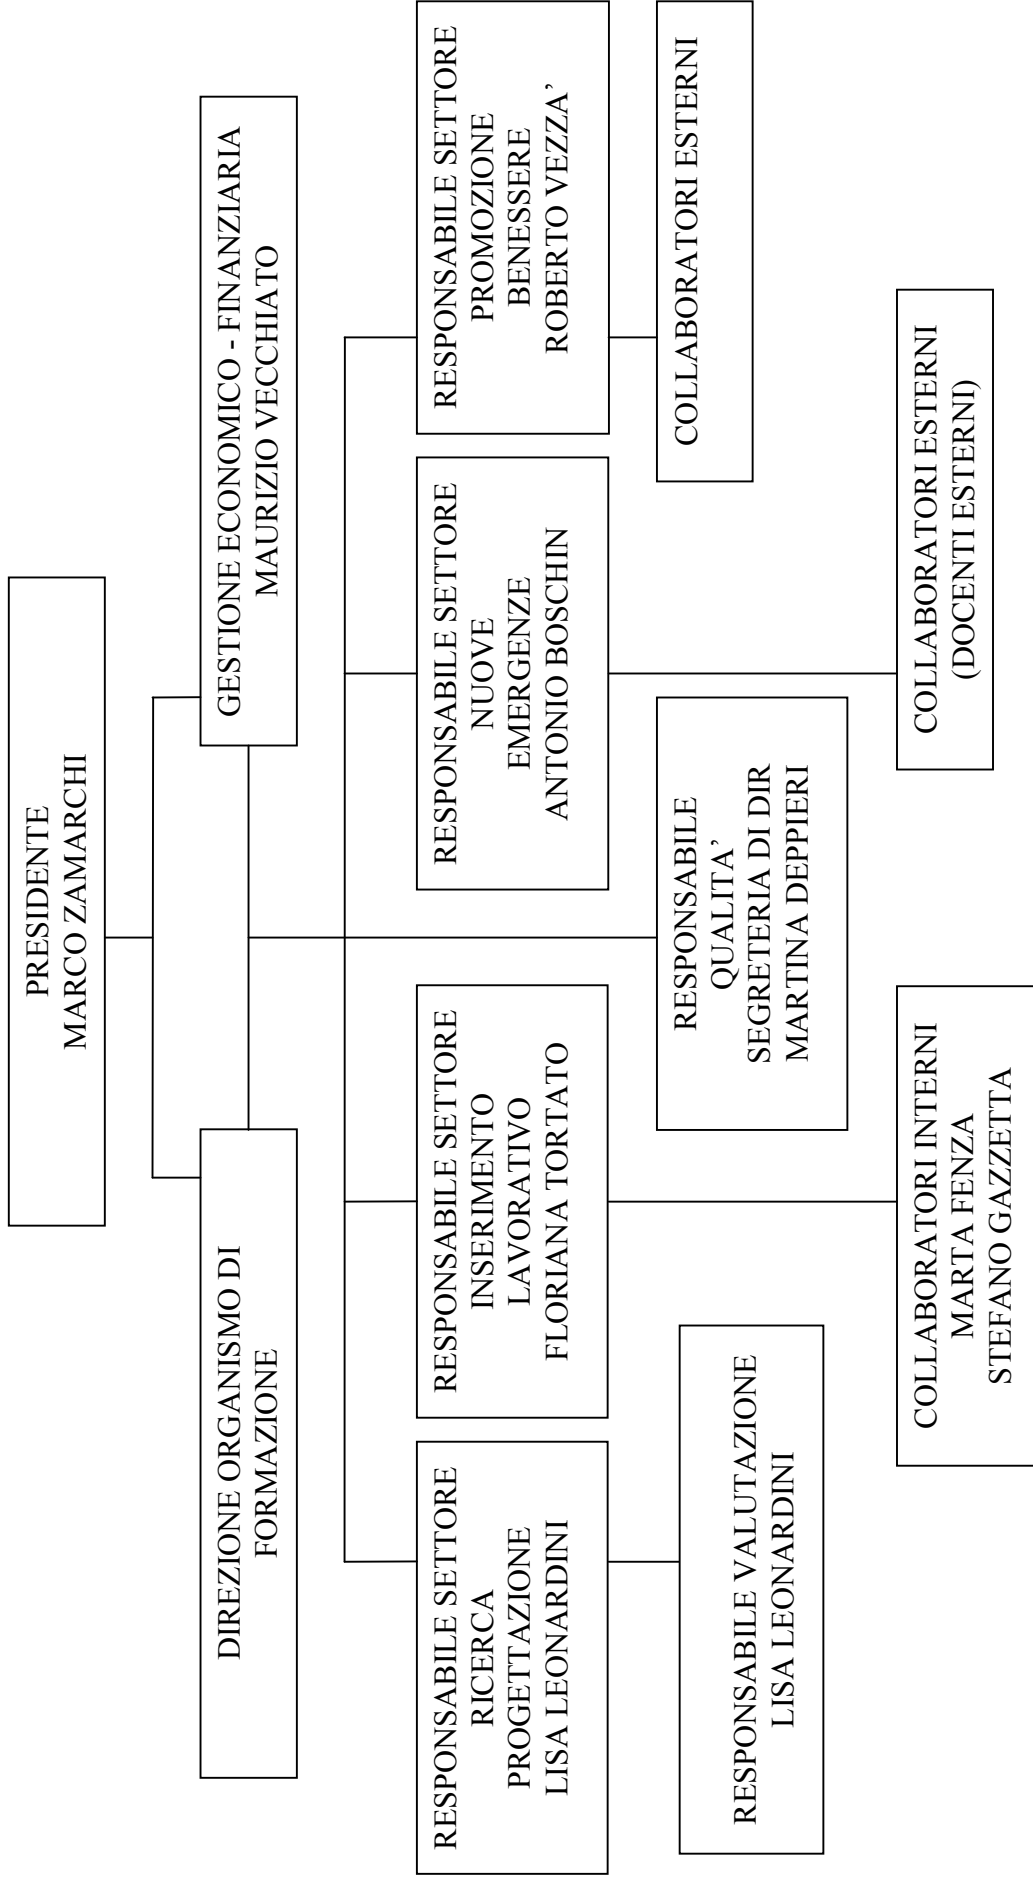 PRESIDENTE
MARCO ZAMARCHI
DIREZIONE ORGANISMO DI
FORMAZIONE
GESTIONE ECONOMICO - FINANZIARIA
MAURIZIO VECCHIATO
RESPONSABILE SETTORE
RICERCA
PROGETTAZIONE
LISA LEONARDINI
RESPONSABILE SETTORE
INSERIMENTO
LAVORATIVO
FLORIANA TORTATO
RESPONSABILE SETTORE
NUOVE
EMERGENZE
ANTONIO BOSCHIN
RESPONSABILE SETTORE
PROMOZIONE
BENESSERE
ROBERTO VEZZA’
RESPONSABILE VALUTAZIONE
LISA LEONARDINI
RESPONSABILE
QUALITA’
SEGRETERIA DI DIR
MARTINA DEPPIERI
COLLABORATORI ESTERNI
COLLABORATORI INTERNI
MARTA FENZA
STEFANO GAZZETTA
COLLABORATORI ESTERNI
(DOCENTI ESTERNI)